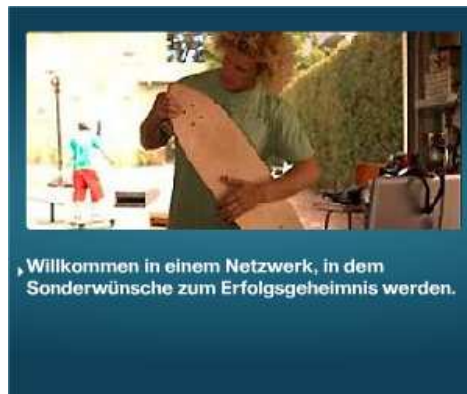 Willkommen in einem Netzwerk, in dem
Sonderwünsche zum Erfolgsgeheimnis werden.